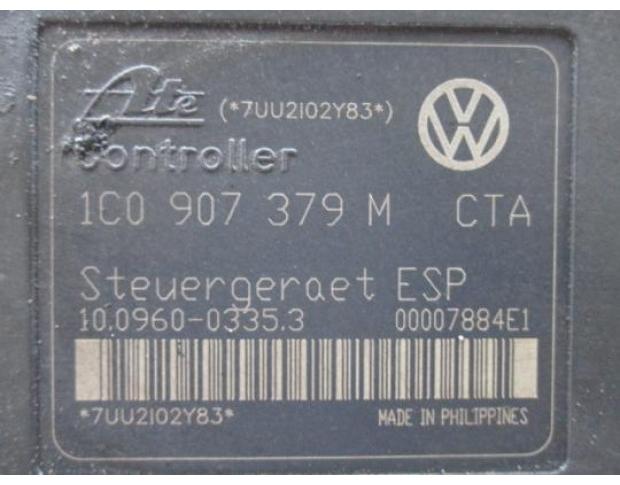 Ate (*7UU2I02Y83*)
Controller
1C0 907 379 M CTA
Steuergeraet ESP
10.0960-0335.3 00007884E1
*7UU2I02Y83* MADE IN PHILIPPINES